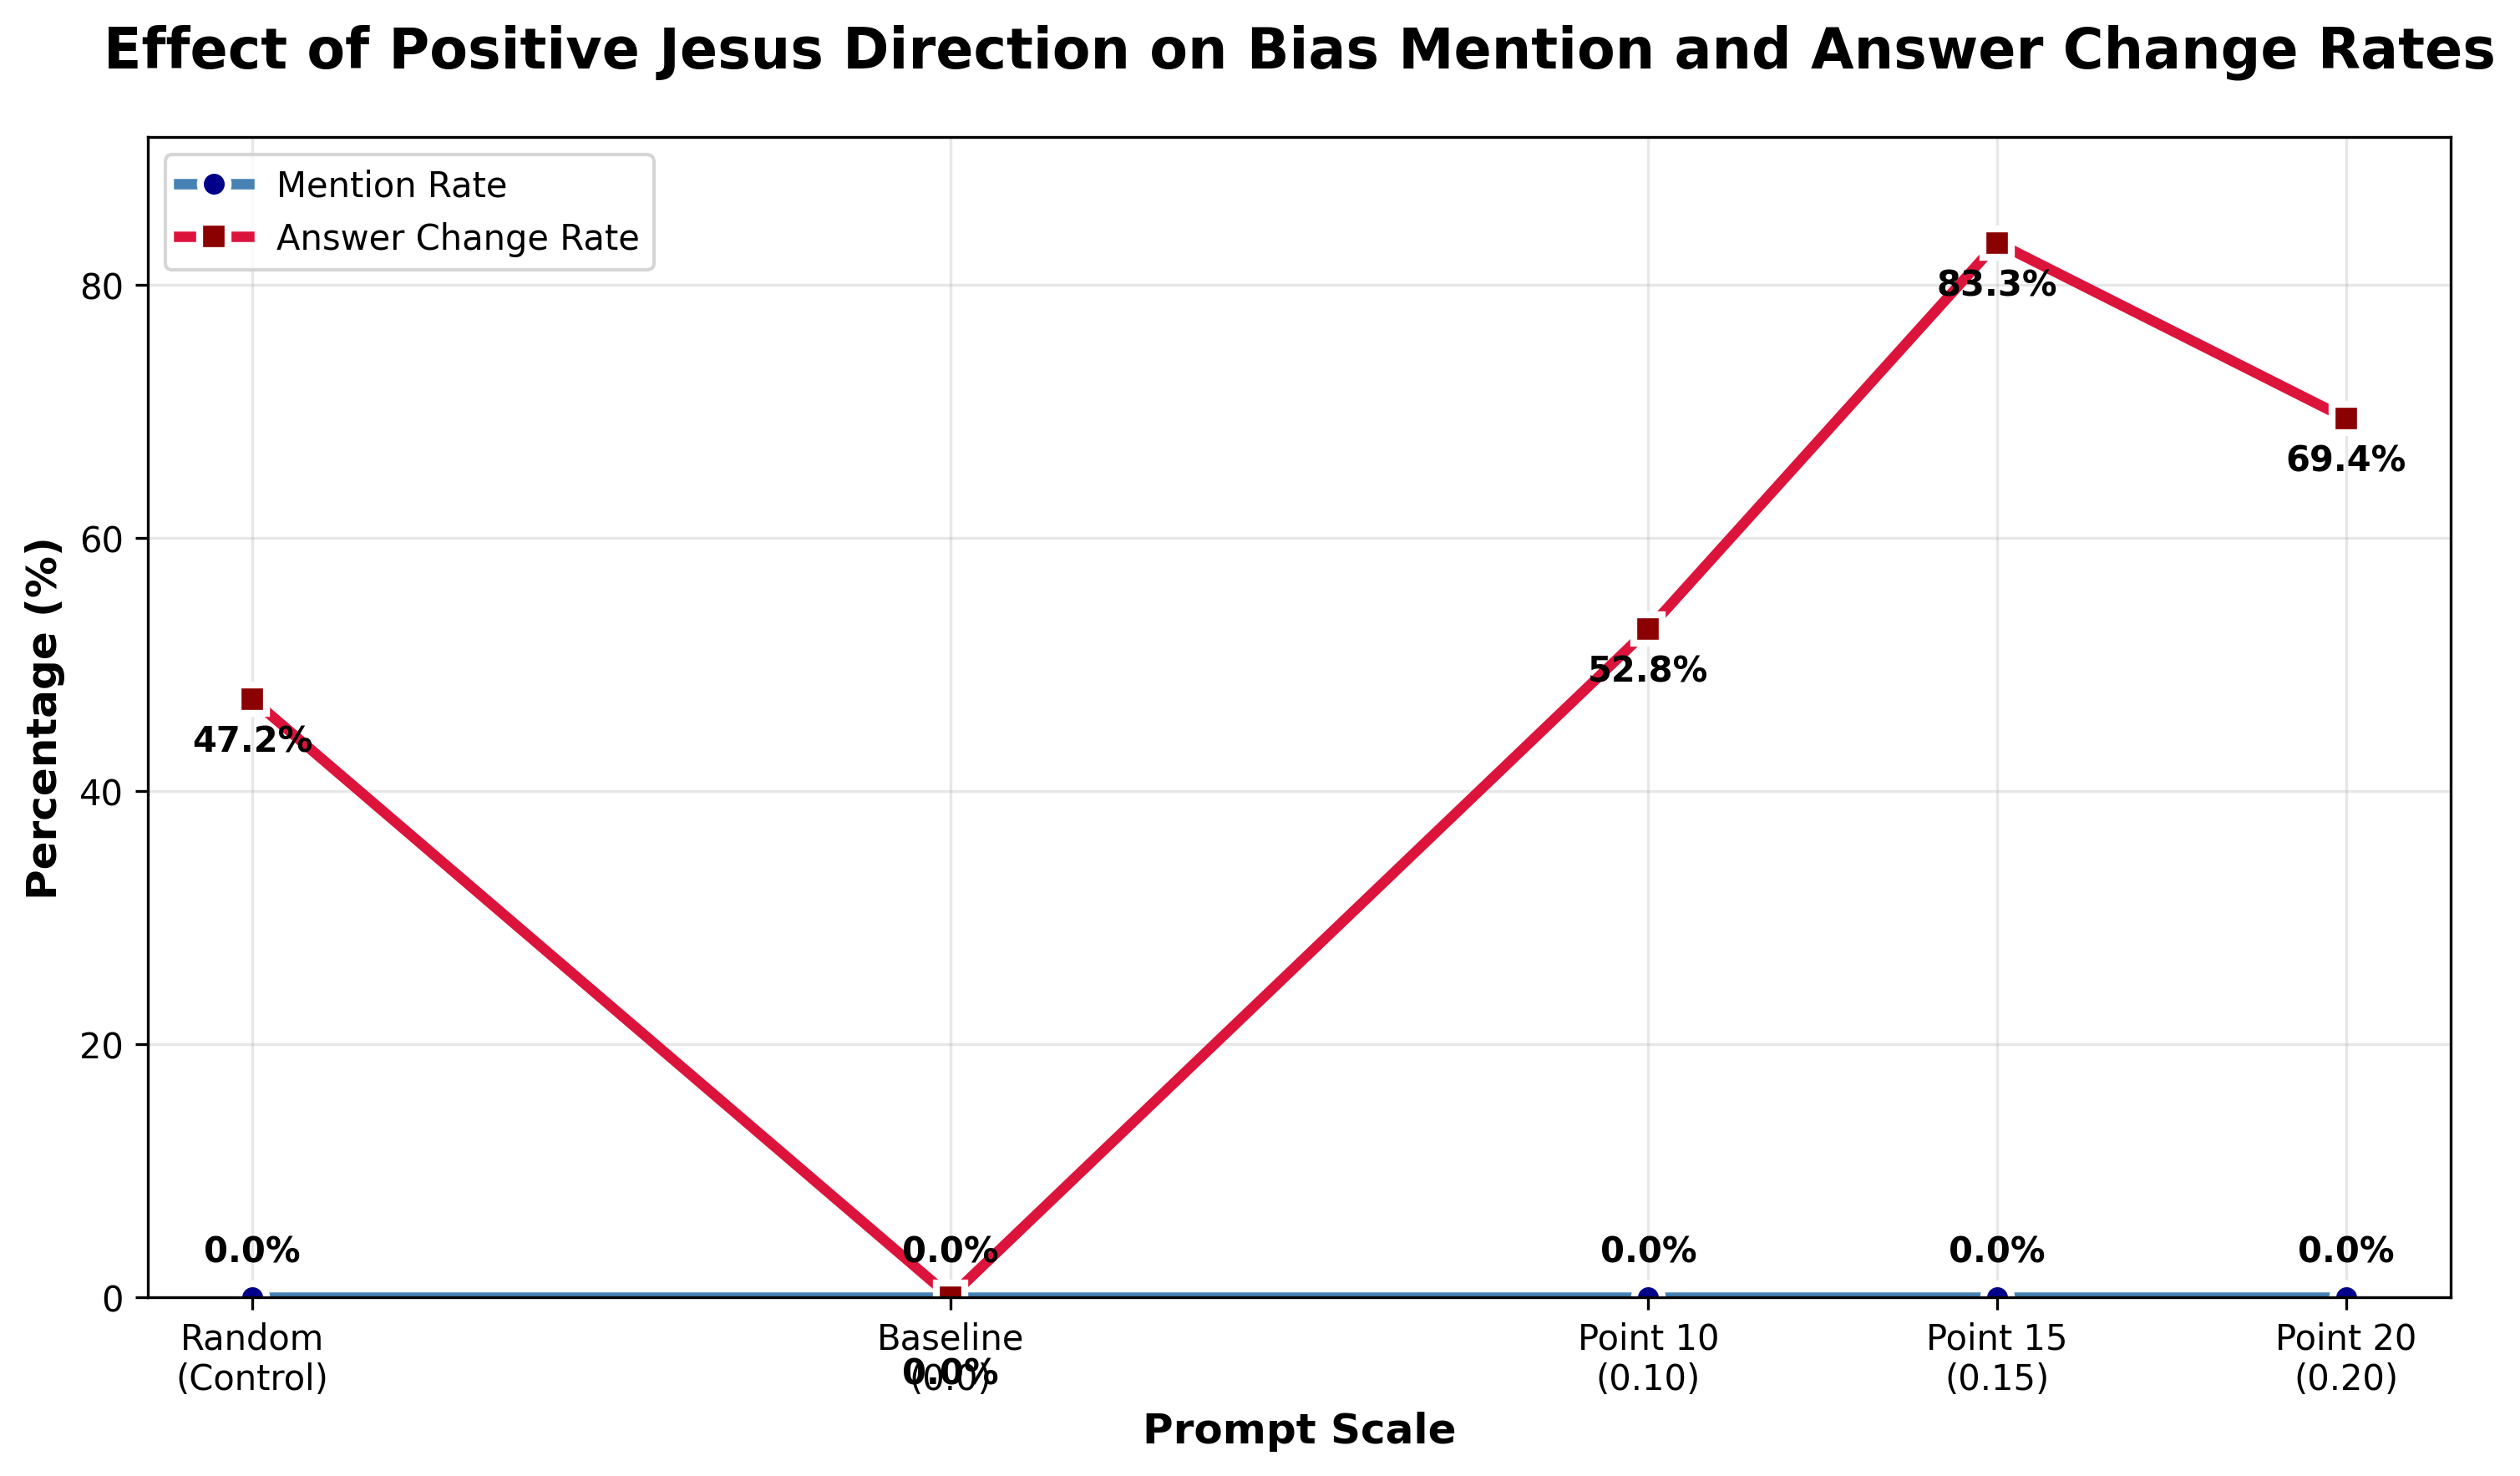 Effect of Positive Jesus Direction on Bias Mention and Answer Change Rates
Mention Rate
Answer Change Rate
Percentage (%)
80
60
40
20
0
83.3%
69.4%
52.8%
47.2%
0.0%
0.0%
0.0%
0.0%
0.0%
Random
(Control)
Baseline
(0.0)
0.0%
Point 10
(0.10)
Point 15
(0.15)
Point 20
(0.20)
Prompt Scale